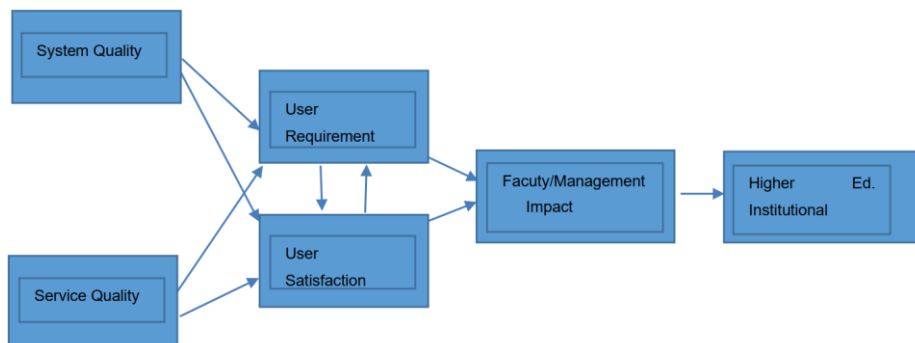 System Quality
User
Requirement
Facuty/Management
Impact
Higher Ed.
Institutional
User
Satisfaction
Service Quality